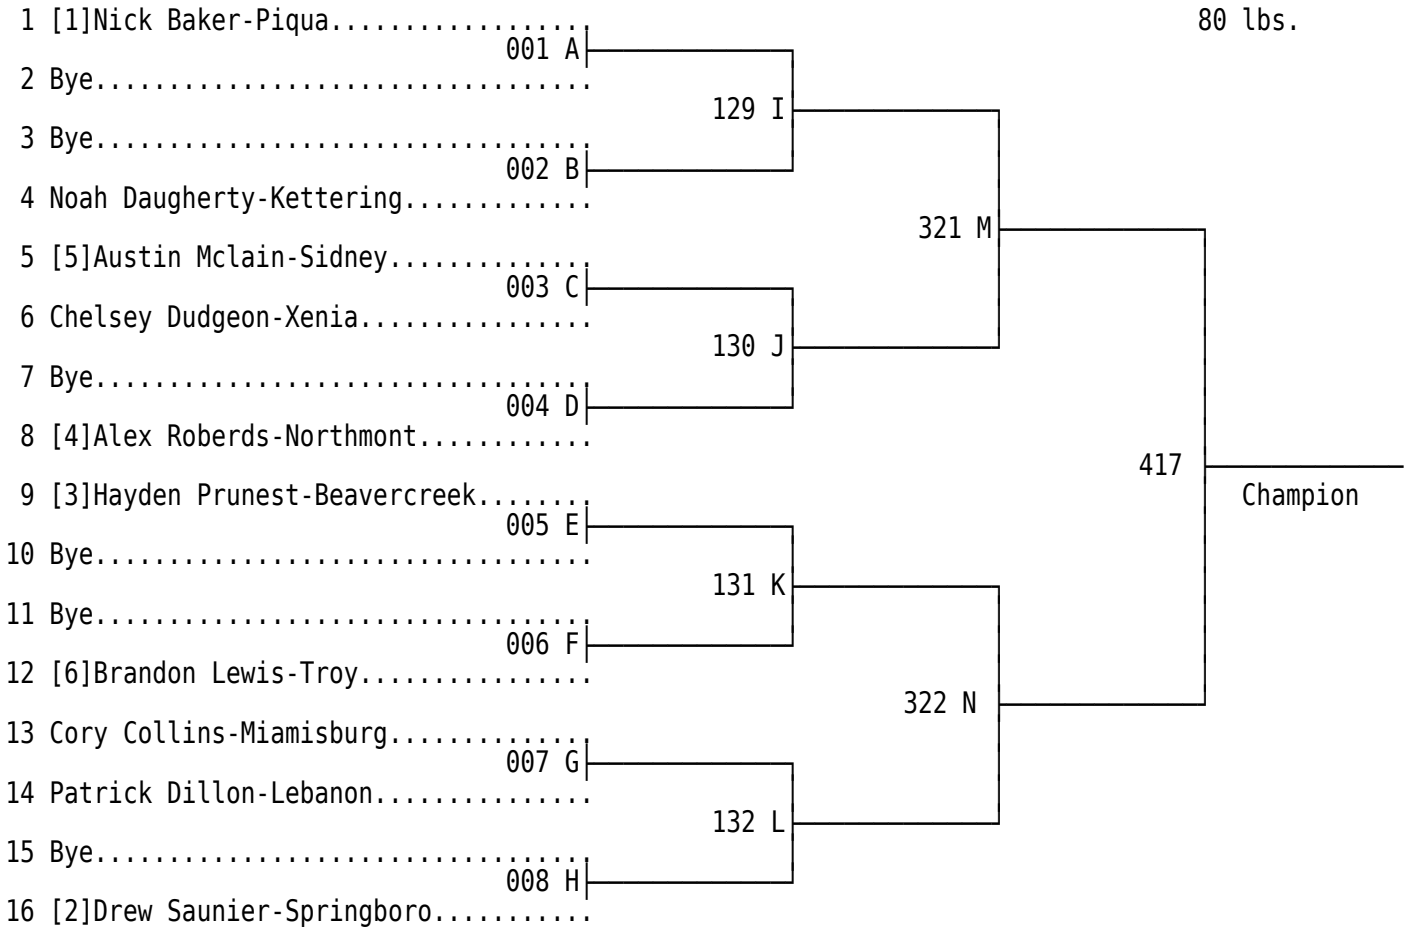 1 [1]Nick Baker-Piqua.................. 80 lbs.
001 A
2 Bye..................................
129 I
3 Bye..................................
002 B
4 Noah Daugherty-Kettering.............
321 M
5 [5]Austin Mclain-Sidney..............
003 C
6 Chelsey Dudgeon-Xenia................
130 J
7 Bye..................................
004 D
8 [4]Alex Roberds-Northmont............
417
9 [3]Hayden Prunest-Beavercreek........ Champion
005 E
10 Bye..................................
131 K
11 Bye..................................
006 F
12 [6]Brandon Lewis-Troy................
322 N
13 Cory Collins-Miamisburg..............
007 G
14 Patrick Dillon-Lebanon...............
132 L
15 Bye..................................
008 H
16 [2]Drew Saunier-Springboro...........